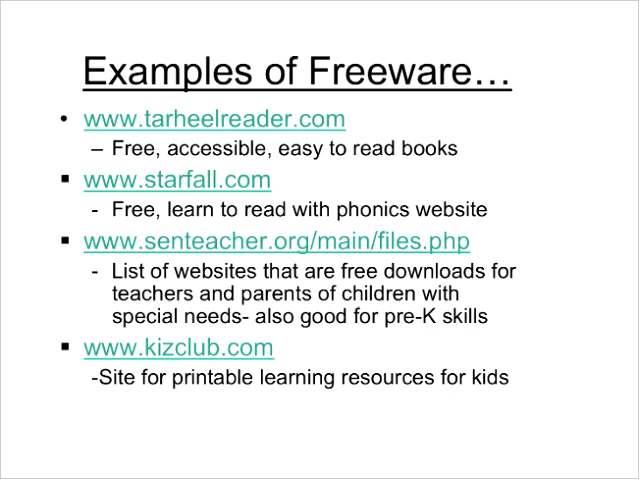 Examples of Freeware…
• www.tarheelreader.com
– Free, accessible, easy to read books
▪ www.starfall.com
- Free, learn to read with phonics website
▪ www.senteacher.org/main/files.php
- List of websites that are free downloads for
teachers and parents of children with
special needs- also good for pre-K skills
▪ www.kizclub.com
-Site for printable learning resources for kids